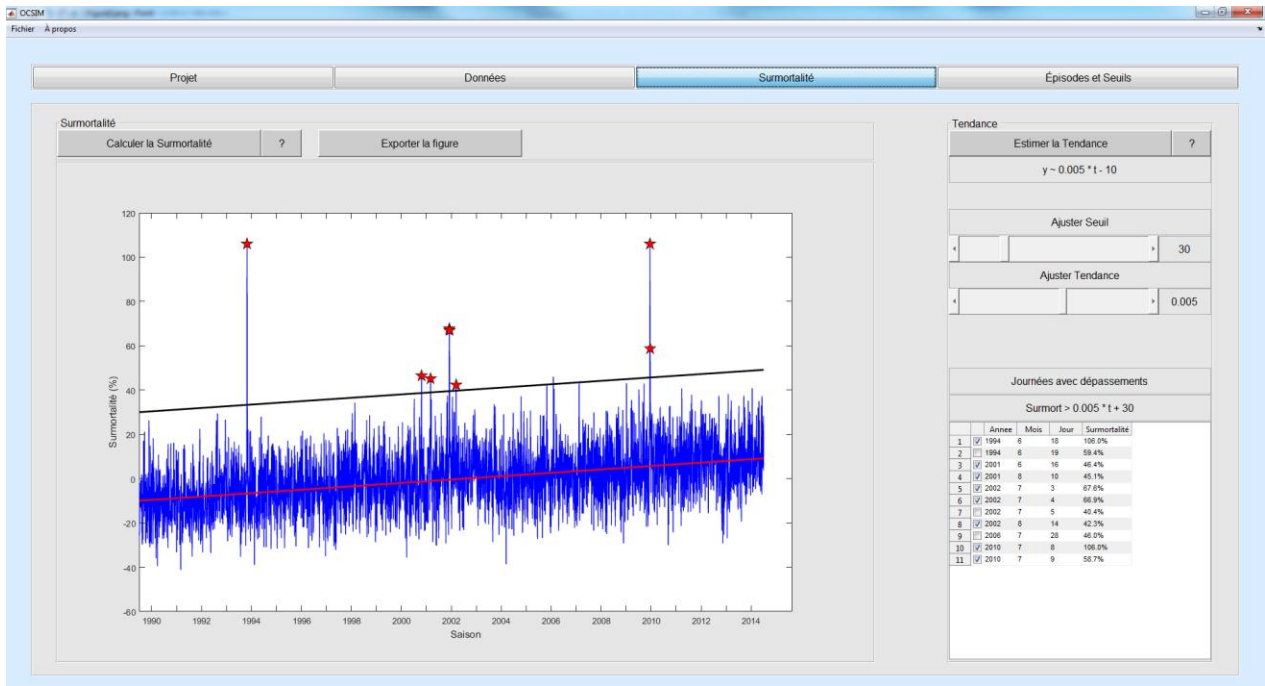 OCSIM
Fichier À propos
Projet Données Surmortalité Épisodes et Seuils
Surmortalité
Calculer la Surmortalité ? Exporter la figure
Tendance
Estimer la Tendance ?
y ~ 0.005 * t - 10
Ajuster Seuil
30
Ajuster Tendance
0.005
Journées avec dépassements
Surmort > 0.005 * t + 30
Annee Mois Jour Surmortalité
1 1994 6 18 106.0%
2 1994 6 19 59.4%
3 2001 6 16 46.4%
4 2001 8 10 45.1%
5 2002 7 3 67.6%
6 2002 7 4 66.9%
7 2002 7 5 40.4%
8 2002 8 14 42.3%
9 2006 7 28 46.0%
10 2010 7 8 106.0%
11 2010 7 9 58.7%
Surmortalité (%)
120
100
80
60
40
20
0
-20
-40
-60
1990 1992 1994 1996 1998 2000 2002 2004 2006 2008 2010 2012 2014
Saison